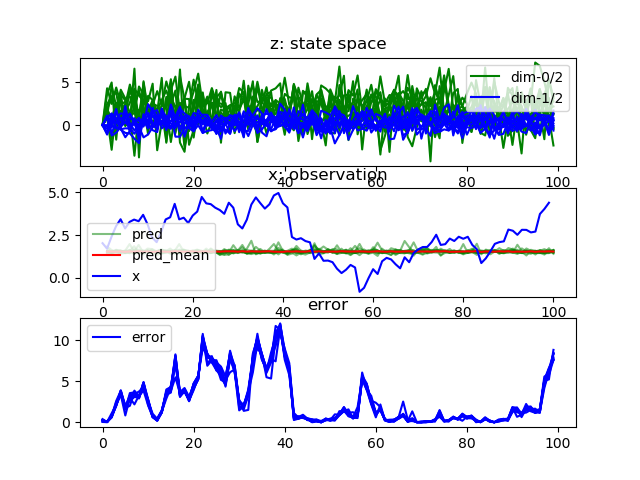 z: state space
5
0
dim-0/2
dim-1/2
0 20 40 60 80 100
x: observation
5.0
2.5
0.0
pred
pred_mean
x
0 20 40 60 80 100
error
10
5
0
error
0 20 40 60 80 100